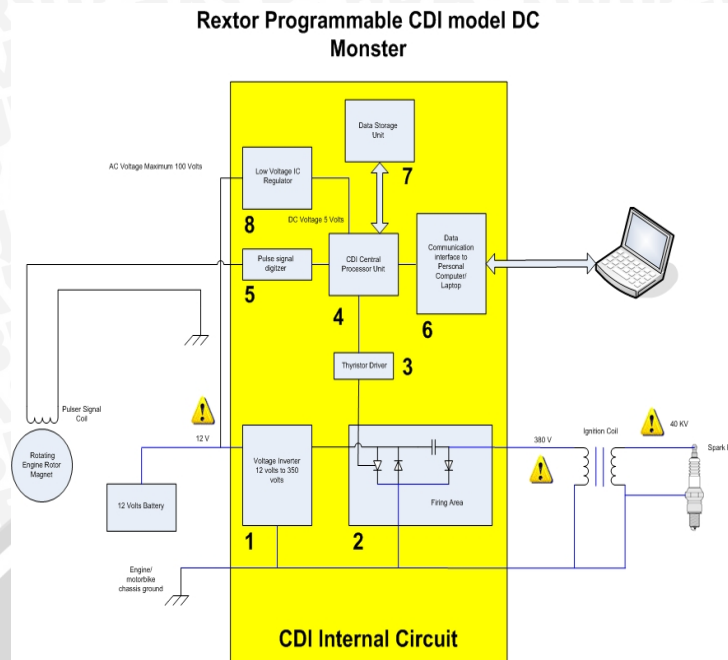 Rextor Programmable CDI model DC
Monster
Data Storage
Unit
7
AC Voltage Maximum 100 Volts
Low Voltage IC
Regulator
8
DC Voltage 5 Volts
Pulse signal
digitzer
5
CDI Central
Processor Unit
4
Data
Communication
interface to
Personal
Computer/
Laptop
6
Thyristor Driver
3
Pulser Signal
Coil
Rotating
Engine Rotor
Magnet
12 V
12 Volts Battery
Voltage Inverter
12 volts to 350
volts
1
Firing Area
2
380 V
Ignition Coil
40 KV
Spark
Engine/
motorbike
chassis ground
CDI Internal Circuit